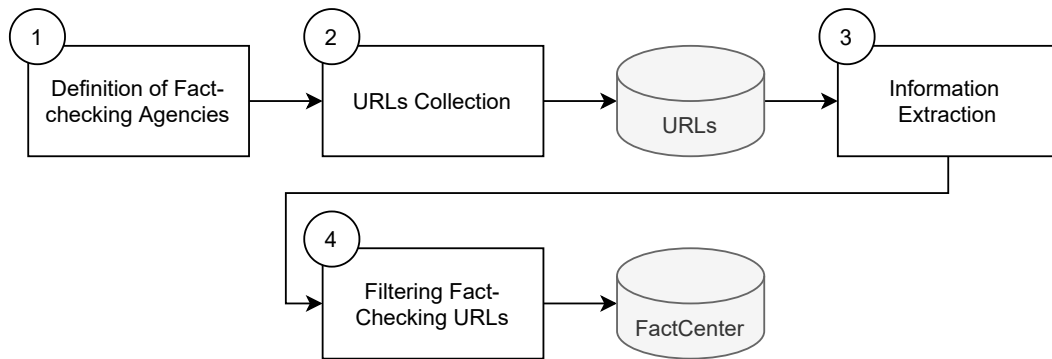 1
Definition of Fact-
checking Agencies
2
URLs Collection
URLs
3
Information
Extraction
4
Filtering Fact-
Checking URLs
FactCenter